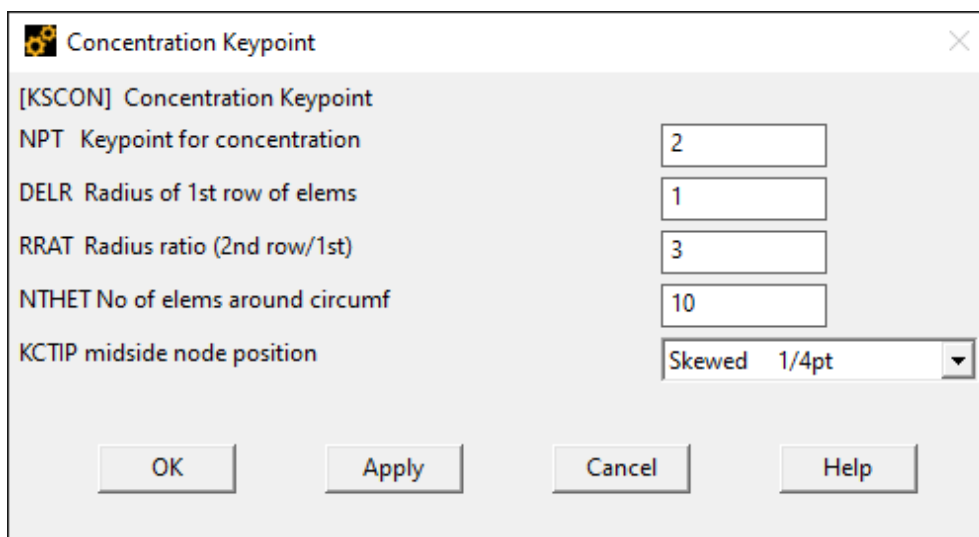 Concentration Keypoint
[KSCON] Concentration Keypoint
NPT Keypoint for concentration 2
DELR Radius of 1st row of elems 1
RRAT Radius ratio (2nd row/1st) 3
NTHET No of elems around circumf 10
KCTIP midside node position Skewed 1/4pt
OK Apply Cancel Help